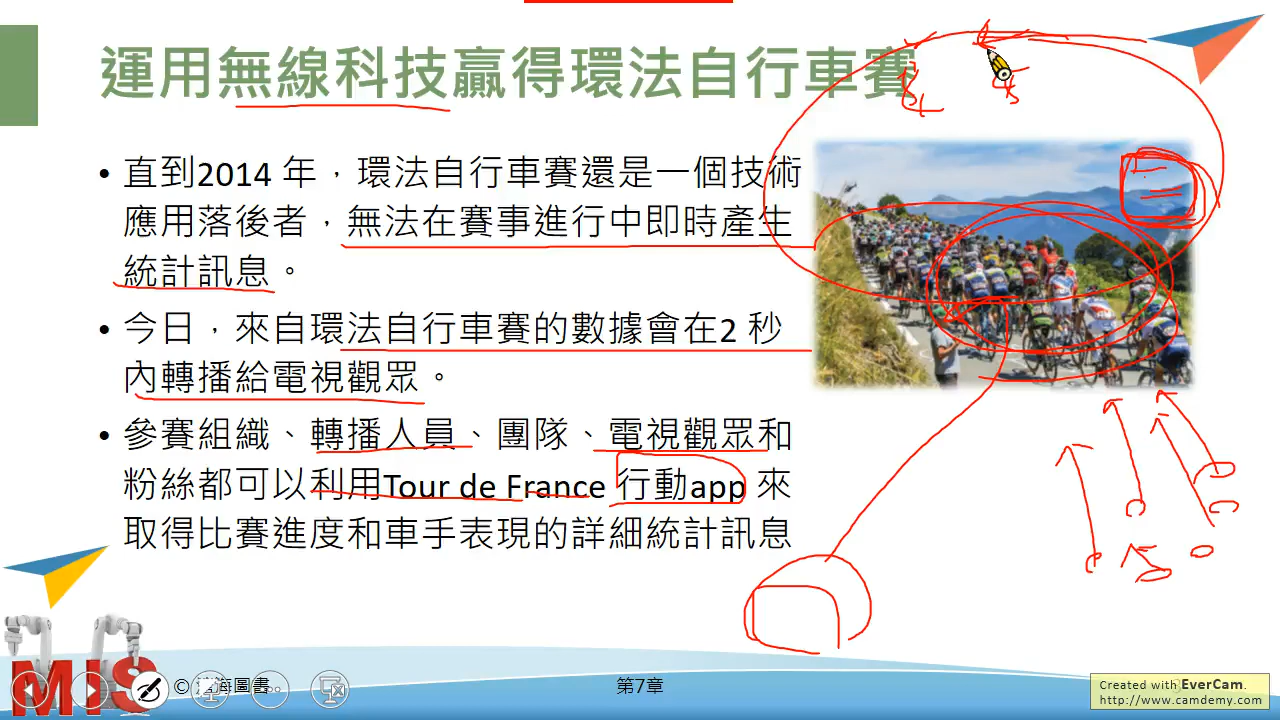 運用無線科技贏得環法自行車賽
• 直到2014 年，環法自行車賽還是一個技術
應用落後者，無法在賽事進行中即時產生
統計訊息。
• 今日，來自環法自行車賽的數據會在2 秒
內轉播給電視觀眾。
• 參賽組織、轉播人員、團隊、電視觀眾和
粉絲都可以利用Tour de France 行動app 來
取得比賽進度和車手表現的詳細統計訊息
MIS
© 滄海圖書
第7章
Created with EverCam.
http://www.camdemy.com